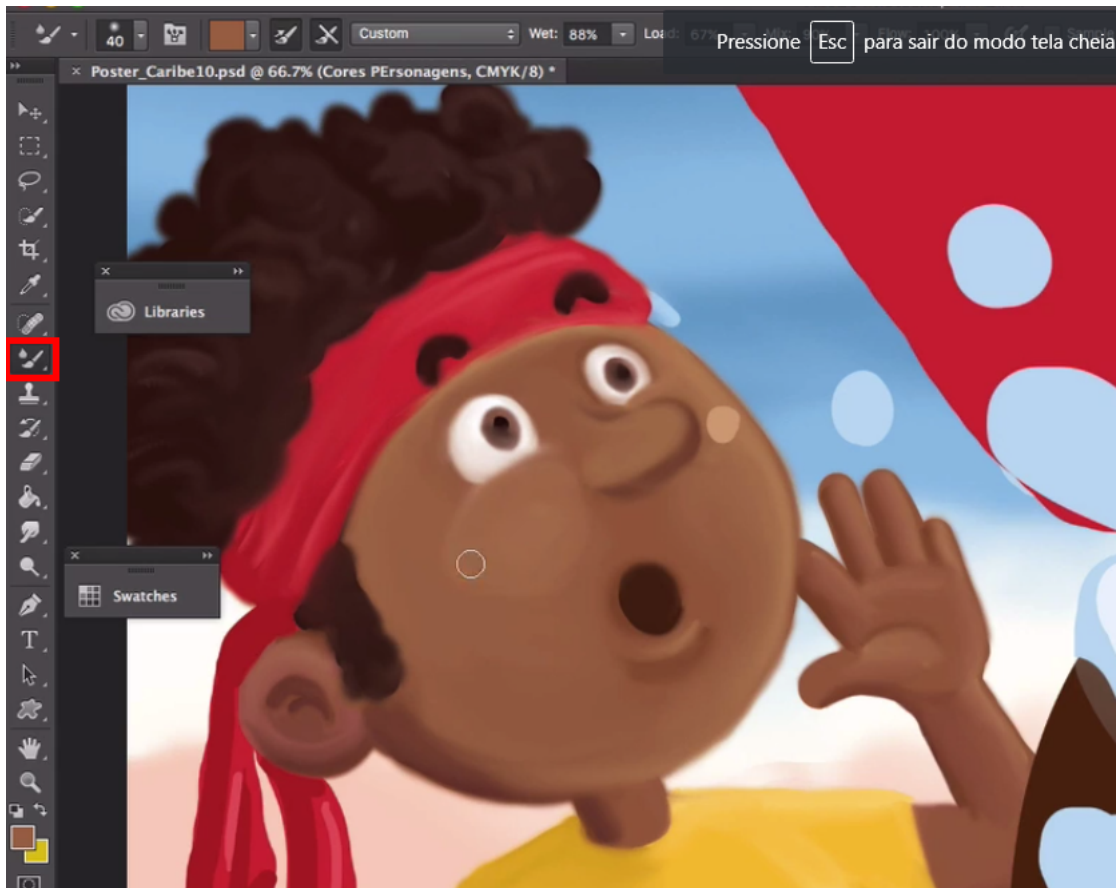 40
Custom
Wet: 88%
Load: 67%
Pressione Esc para sair do modo tela cheia
× Poster_Caribe10.psd @ 66.7% (Cores PErsonagens, CMYK/8) *
Libraries
Swatches
T